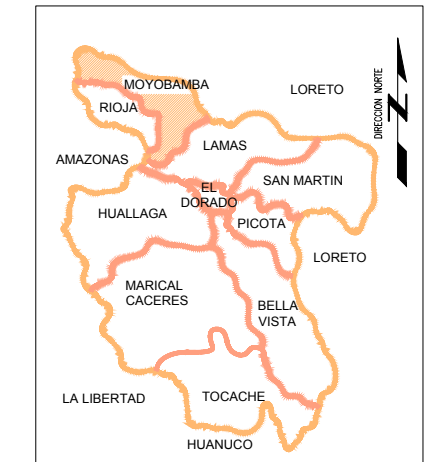 MOYOBAMBA
LORETO
RIOJA
DIRECCION NORTE
N
LAMAS
AMAZONAS
SAN MARTIN
EL
DORADO
HUALLAGA
PICOTA
LORETO
MARICAL
CACERES
BELLA
VISTA
LA LIBERTAD
TOCACHE
HUANUCO